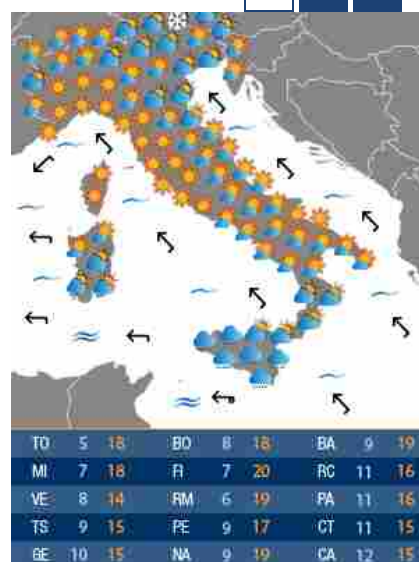 TO 5 18 BO 8 18 BA 9 19
MI 7 18 FI 7 20 RC 11 16
VE 8 14 RM 6 19 PA 11 16
TS 9 15 PE 9 17 CT 11 15
GE 10 15 NA 9 19 CA 12 15